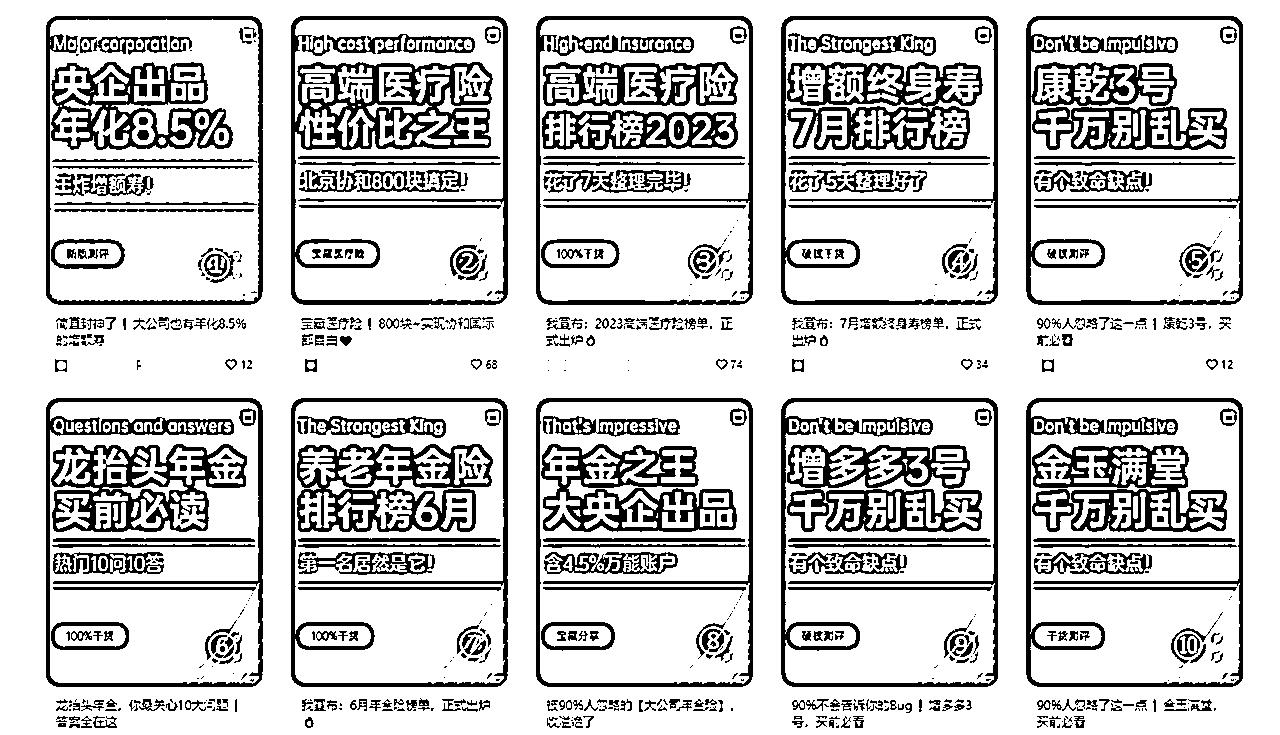 Major corporation
央企出品
年化8.5%
王炸增额寿!
新版测评
1
简直封神了！大公司也有年化8.5%
的增额寿
12
High cost performance
高端医疗险
性价比之王
北京协和800块搞定!
宝藏医疗险
2
宝藏医疗险！800块~实现协和国际
部自由❤
68
High-end Insurance
高端医疗险
排行榜2023
花了7天整理完毕!
100%干货
3
我宣布：2023高端医疗险榜单，正
式出炉
74
The Strongest King
增额终身寿
7月排行榜
花了5天整理好了
硬核干货
4
我宣布：7月增额终身寿榜单，正式
出炉
34
Don't be impulsive
康乾3号
千万别乱买
有个致命缺点!
硬核测评
5
90%人忽略了这一点！康乾3号，买
前必看
12
Questions and answers
龙抬头年金
买前必读
热门10问10答
100%干货
6
龙抬头年金，你最关心10大问题！
答案全在这
The Strongest King
养老年金险
排行榜6月
第一名居然是它!
100%干货
7
我宣布：6月年金险榜单，正式出炉
That's impressive
年金之王
大央企出品
含4.5%万能账户
宝藏分享
8
被90%人忽略的【大公司年金险】，
收益逆了
Don't be impulsive
增多多3号
千万别乱买
有个致命缺点!
硬核测评
9
90%不会告诉你的Bug！增多多3
号，买前必看
Don't be impulsive
金玉满堂
千万别乱买
有个致命缺点!
干货测评
10
90%人忽略了这一点！金玉满堂，
买前必看